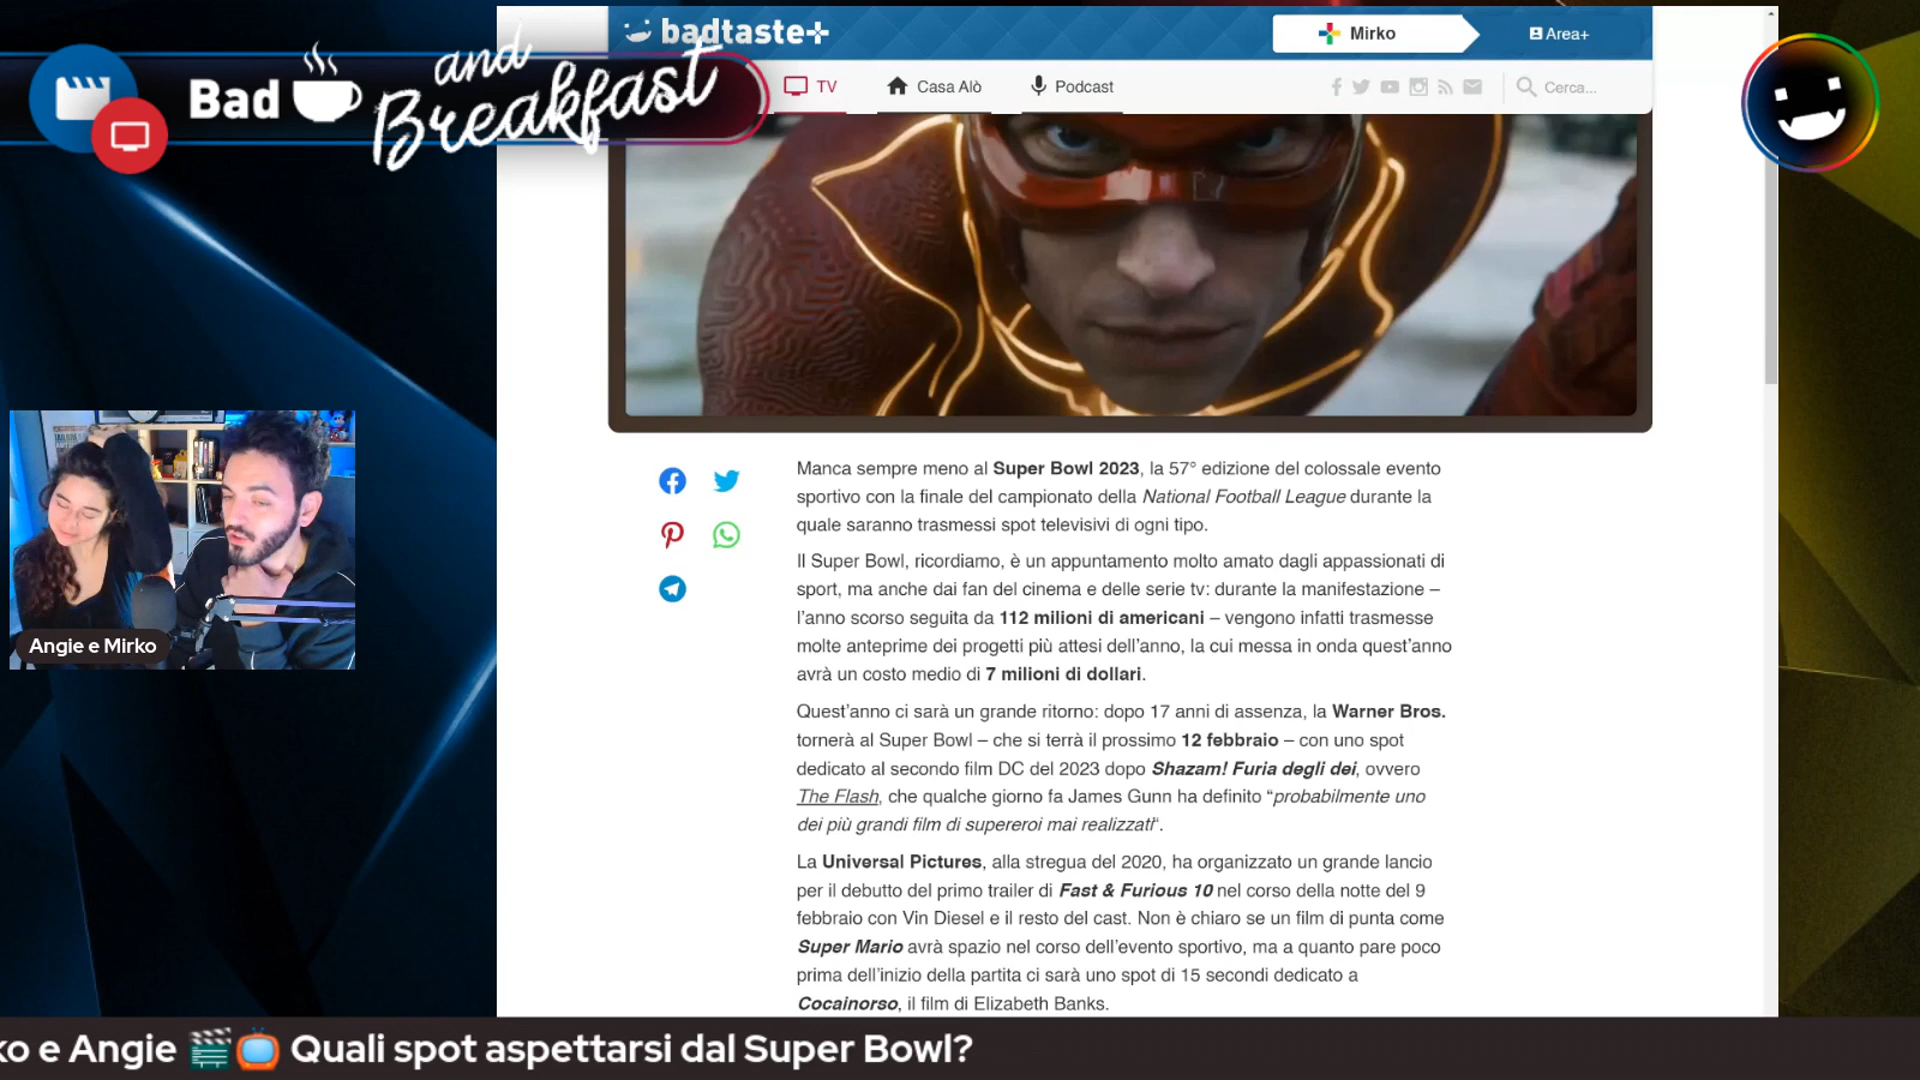 badtaste+
Mirko
Area+
Bad and Breakfast
TV
Casa Alò
Podcast
Cerca...
Manca sempre meno al Super Bowl 2023, la 57° edizione del colossale evento
sportivo con la finale del campionato della National Football League durante la
quale saranno trasmessi spot televisivi di ogni tipo.
Il Super Bowl, ricordiamo, è un appuntamento molto amato dagli appassionati di
sport, ma anche dai fan del cinema e delle serie tv: durante la manifestazione –
l'anno scorso seguita da 112 milioni di americani – vengono infatti trasmesse
molte anteprime dei progetti più attesi dell'anno, la cui messa in onda quest'anno
avrà un costo medio di 7 milioni di dollari.
Quest'anno ci sarà un grande ritorno: dopo 17 anni di assenza, la Warner Bros.
tornerà al Super Bowl – che si terrà il prossimo 12 febbraio – con uno spot
dedicato al secondo film DC del 2023 dopo Shazam! Furia degli dei, ovvero
The Flash, che qualche giorno fa James Gunn ha definito “probabilmente uno
dei più grandi film di supereroi mai realizzati“.
La Universal Pictures, alla stregua del 2020, ha organizzato un grande lancio
per il debutto del primo trailer di Fast & Furious 10 nel corso della notte del 9
febbraio con Vin Diesel e il resto del cast. Non è chiaro se un film di punta come
Super Mario avrà spazio nel corso dell'evento sportivo, ma a quanto pare poco
prima dell'inizio della partita ci sarà uno spot di 15 secondi dedicato a
Cocainorso, il film di Elizabeth Banks.
Angie e Mirko
ko e Angie 🎬📺 Quali spot aspettarsi dal Super Bowl?